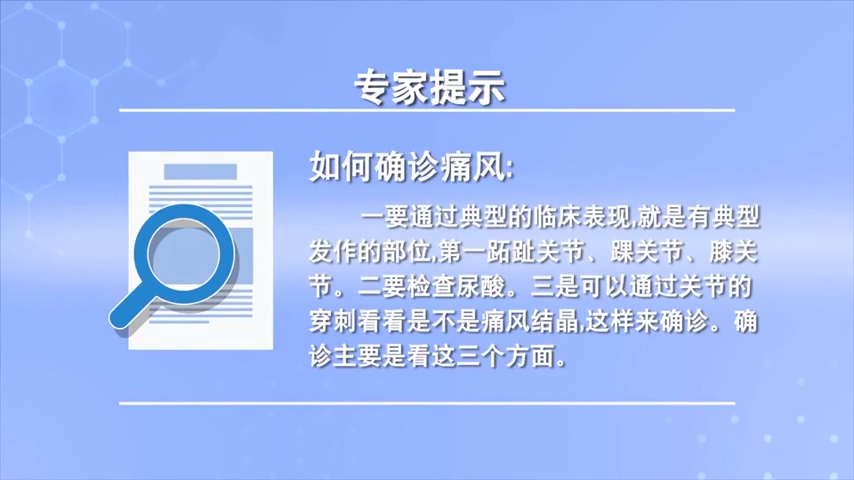 专家提示
如何确诊痛风:
一要通过典型的临床表现,就是有典型
发作的部位,第一跖趾关节、踝关节、膝关
节。二要检查尿酸。三是可以通过关节的
穿刺看看是不是痛风结晶,这样来确诊。确
诊主要是看这三个方面。